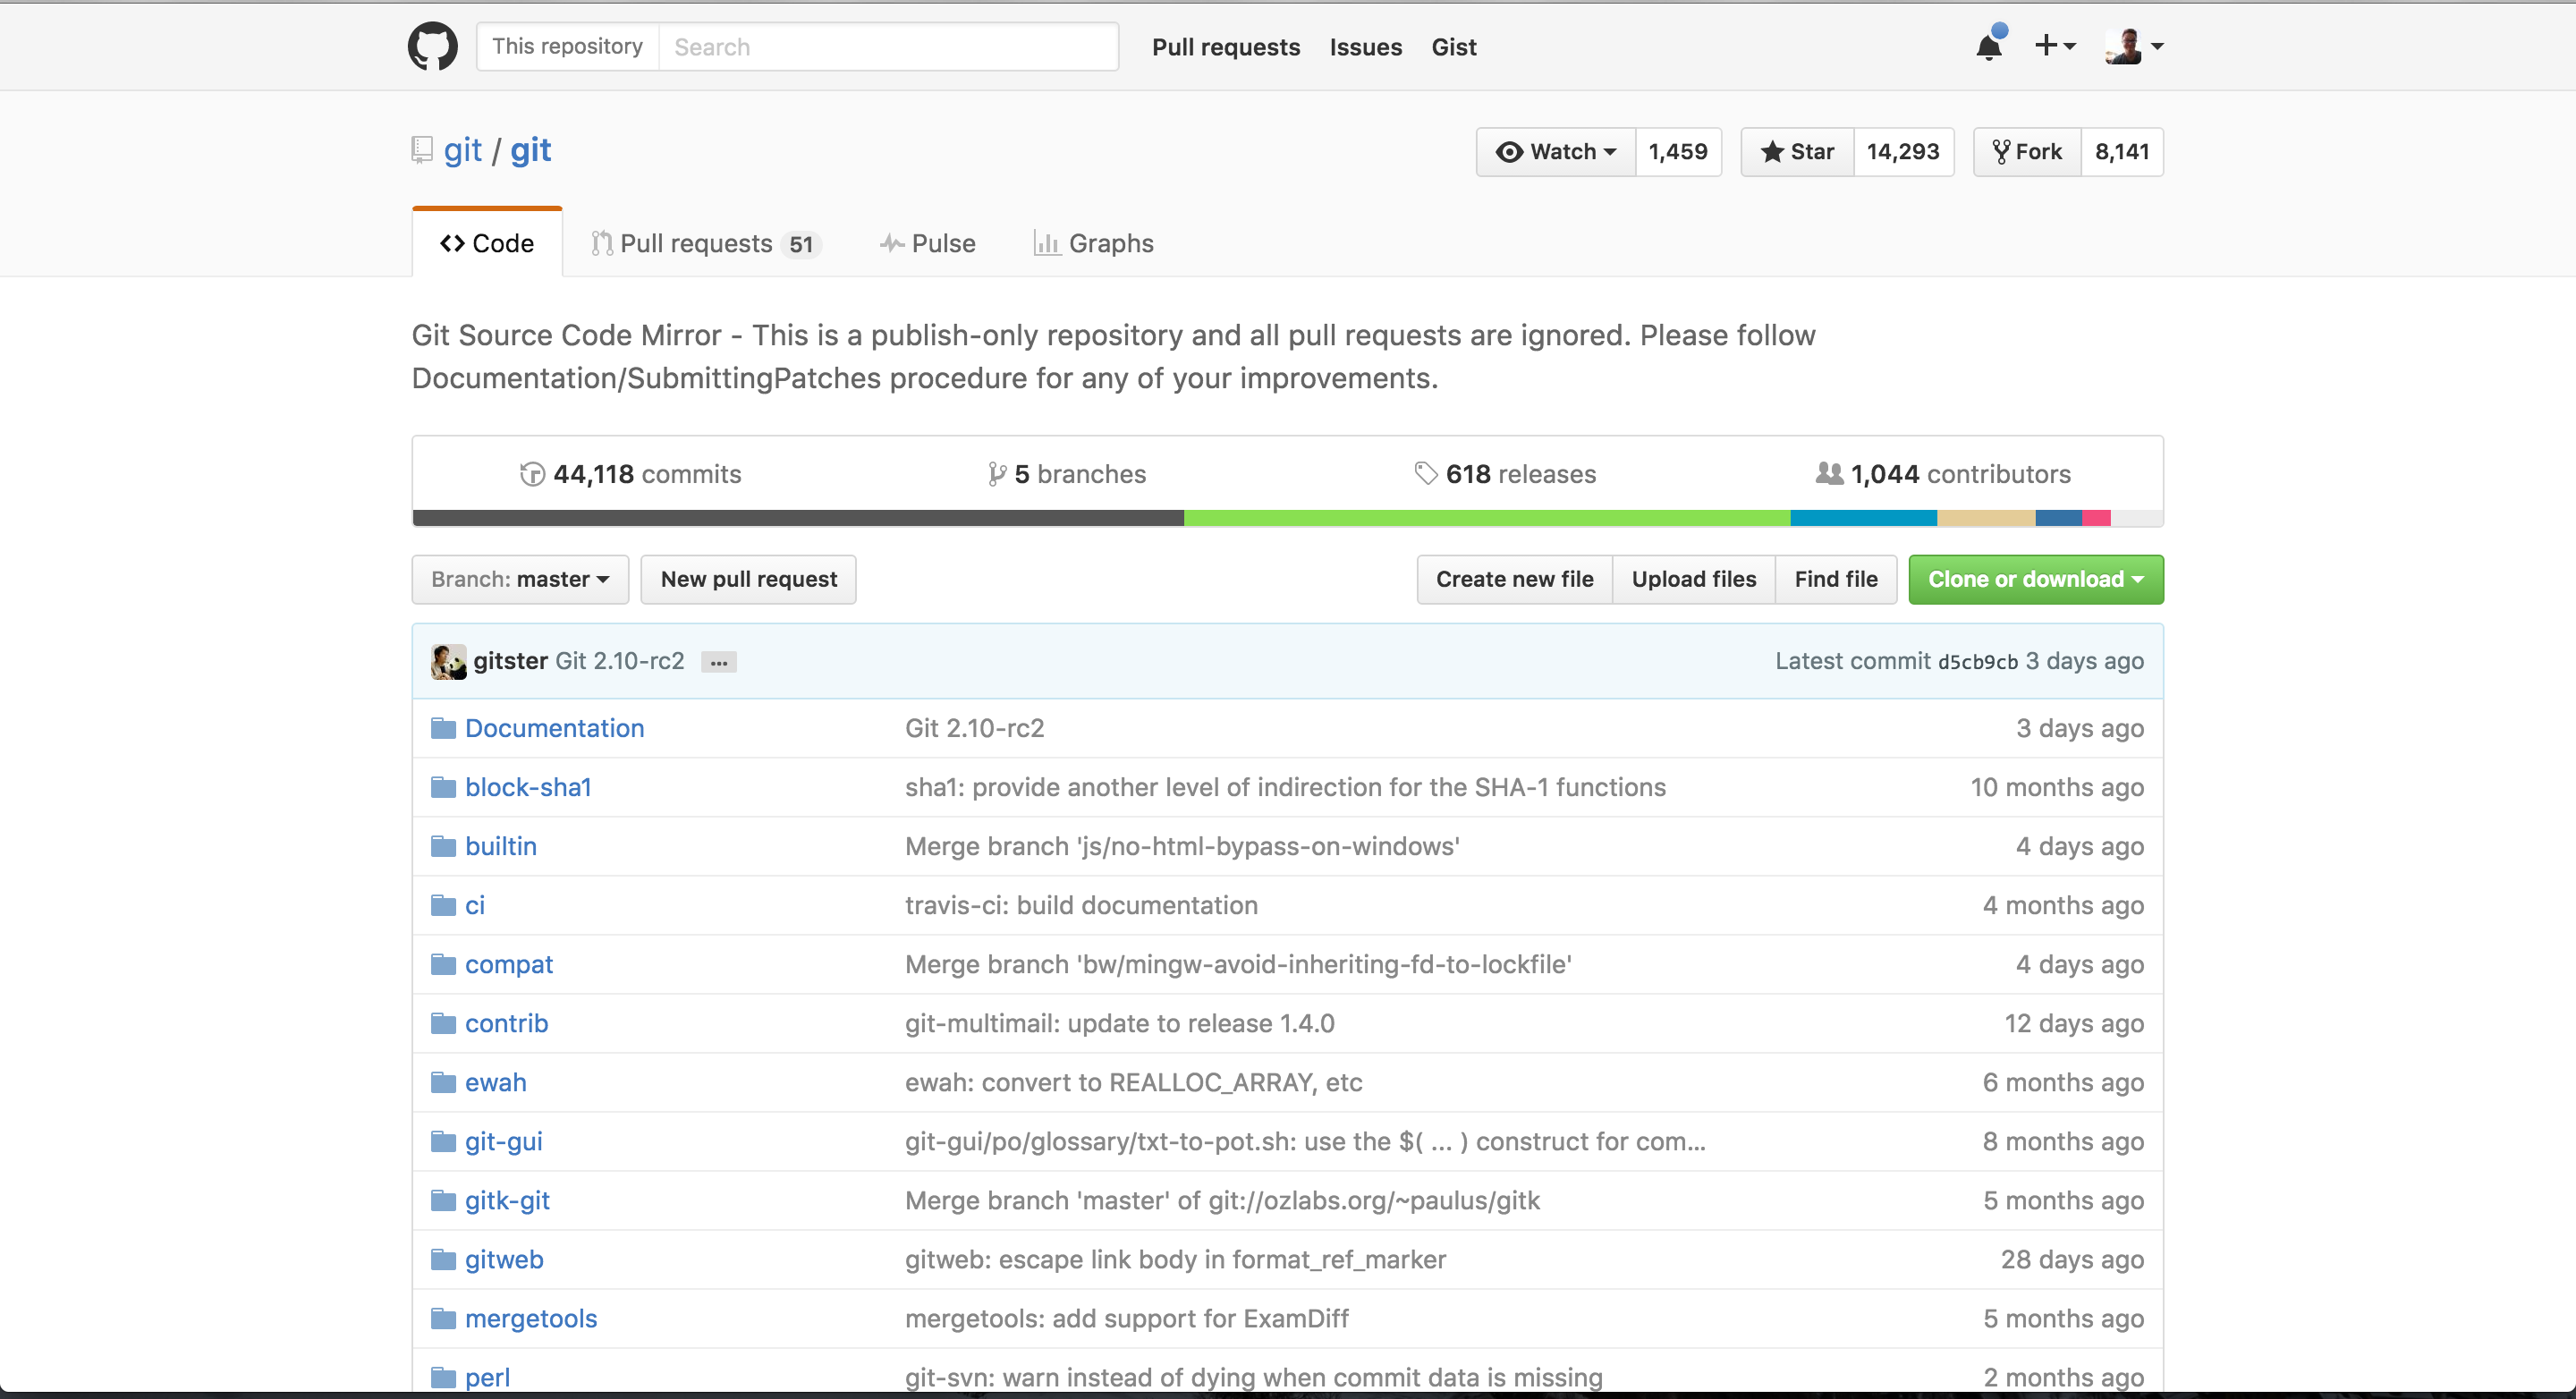 This repository Search Pull requests Issues Gist
git / git Watch 1,459 Star 14,293 Fork 8,141
Code Pull requests 51 Pulse Graphs
Git Source Code Mirror - This is a publish-only repository and all pull requests are ignored. Please follow
Documentation/SubmittingPatches procedure for any of your improvements.
44,118 commits 5 branches 618 releases 1,044 contributors
Branch: master New pull request Create new file Upload files Find file Clone or download
gitster Git 2.10-rc2 … Latest commit d5cb9cb 3 days ago
Documentation Git 2.10-rc2 3 days ago
block-sha1 sha1: provide another level of indirection for the SHA-1 functions 10 months ago
builtin Merge branch 'js/no-html-bypass-on-windows' 4 days ago
ci travis-ci: build documentation 4 months ago
compat Merge branch 'bw/mingw-avoid-inheriting-fd-to-lockfile' 4 days ago
contrib git-multimail: update to release 1.4.0 12 days ago
ewah ewah: convert to REALLOC_ARRAY, etc 6 months ago
git-gui git-gui/po/glossary/txt-to-pot.sh: use the $( ... ) construct for com... 8 months ago
gitk-git Merge branch 'master' of git://ozlabs.org/~paulus/gitk 5 months ago
gitweb gitweb: escape link body in format_ref_marker 28 days ago
mergetools mergetools: add support for ExamDiff 5 months ago
perl git-svn: warn instead of dying when commit data is missing 2 months ago